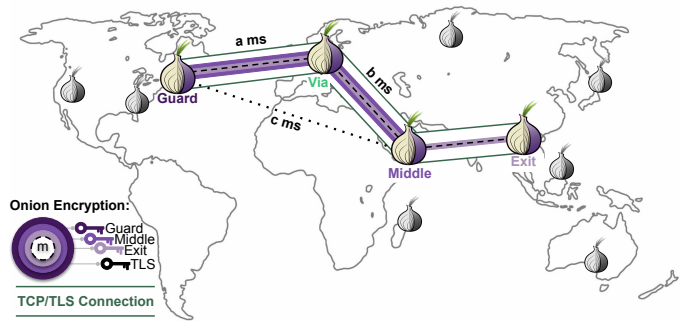 a ms
Via
b ms
Guard
c ms
Middle
Exit
Onion Encryption:
m
Guard
Middle
Exit
TLS
TCP/TLS Connection